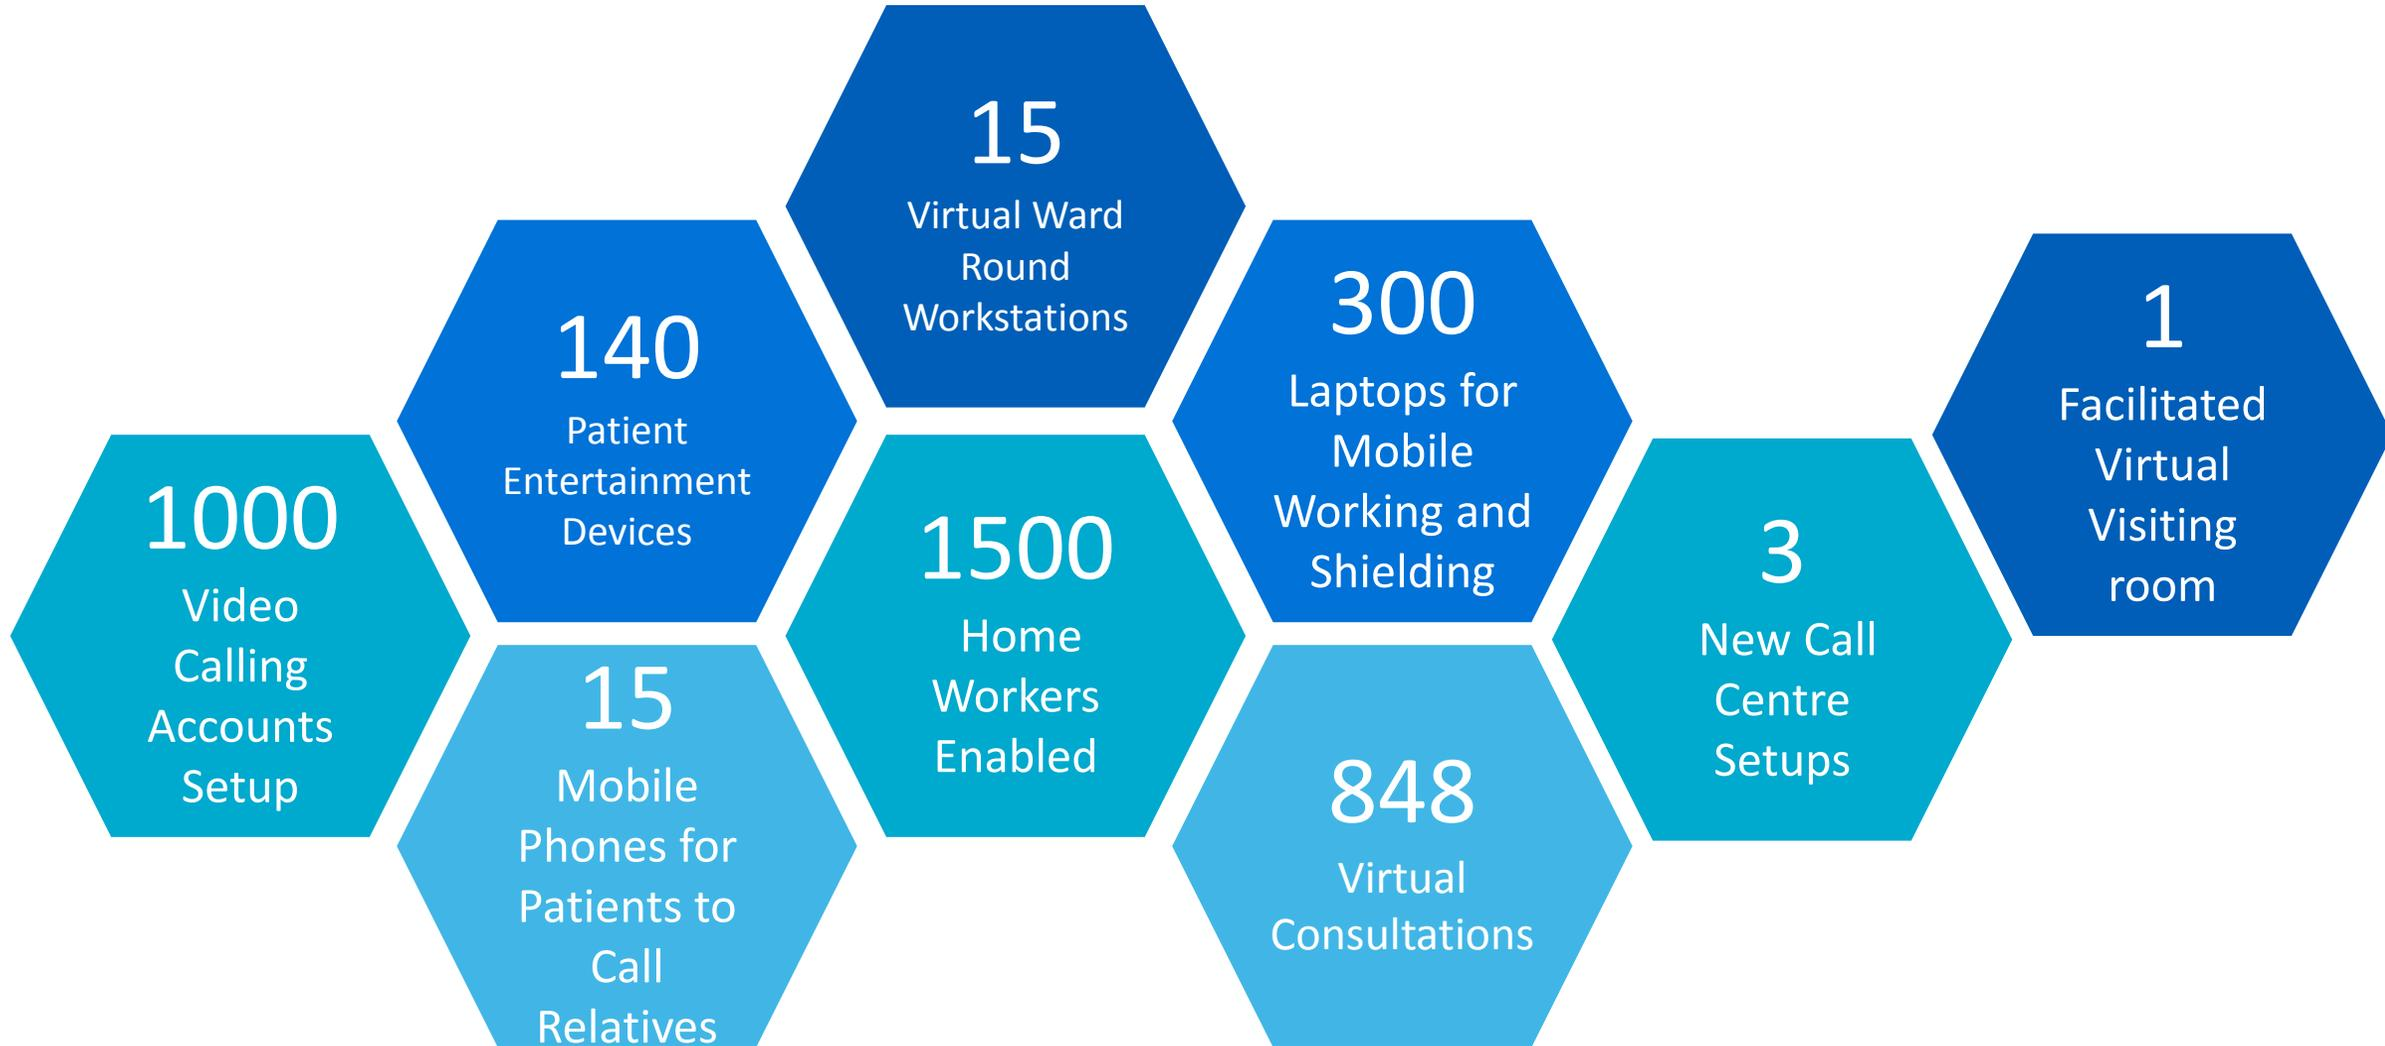 15
Virtual Ward
Round
Workstations
140
Patient
Entertainment
Devices
300
Laptops for
Mobile
Working and
Shielding
1
Facilitated
Virtual
Visiting
room
1000
Video
Calling
Accounts
Setup
1500
Home
Workers
Enabled
3
New Call
Centre
Setups
15
Mobile
Phones for
Patients to
Call
Relatives
848
Virtual
Consultations